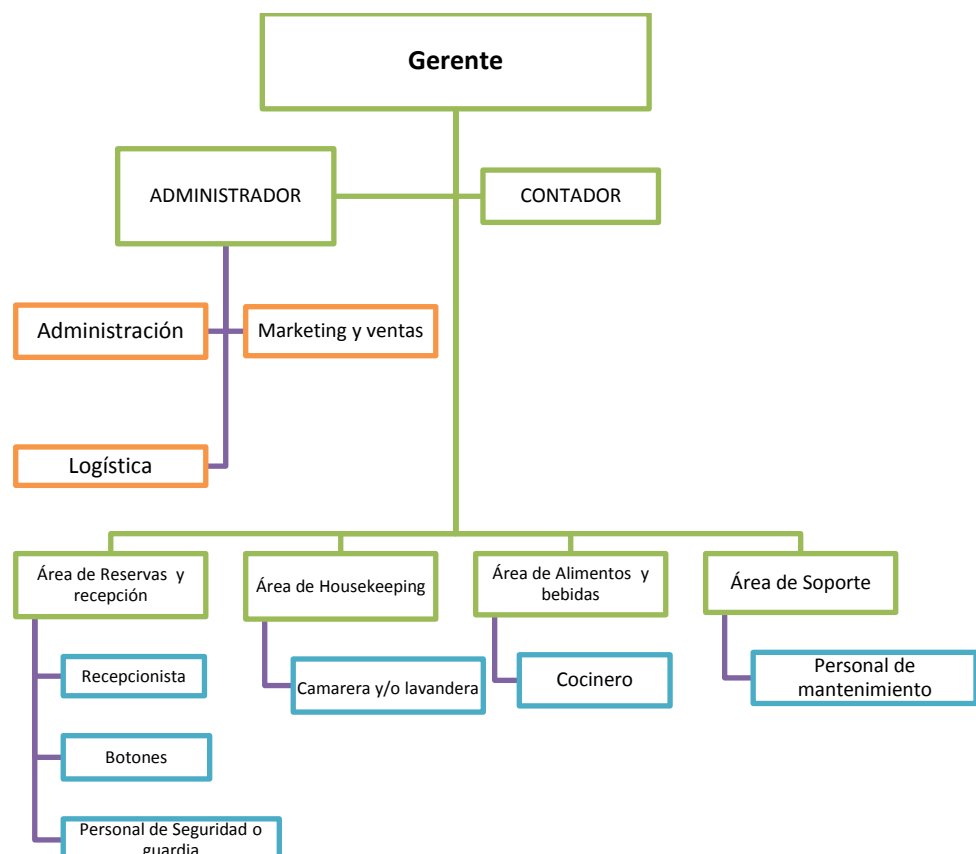 Gerente
ADMINISTRADOR
CONTADOR
Administración
Marketing y ventas
Logística
Área de Reservas y
recepción
Área de Housekeeping
Área de Alimentos y
bebidas
Área de Soporte
Recepcionista
Camarera y/o lavandera
Cocinero
Personal de
mantenimiento
Botones
Personal de Seguridad o
guardia